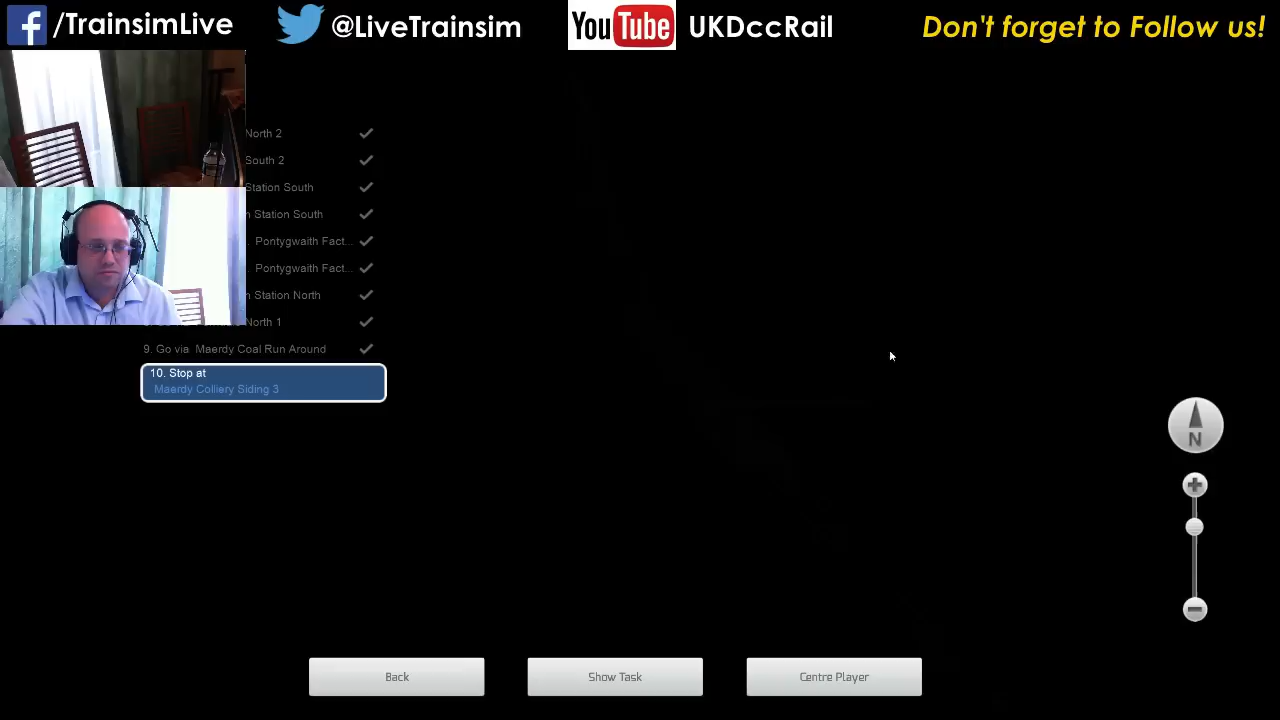 f /TrainsimLive @LiveTrainsim YouTube UKDccRail Don't forget to Follow us!
North 2
South 2
Station South
n Station South
. Pontygwaith Fact...
. Pontygwaith Fact...
n Station North
North 1
9. Go via Maerdy Coal Run Around
10. Stop at
Maerdy Colliery Siding 3
N
Back Show Task Centre Player